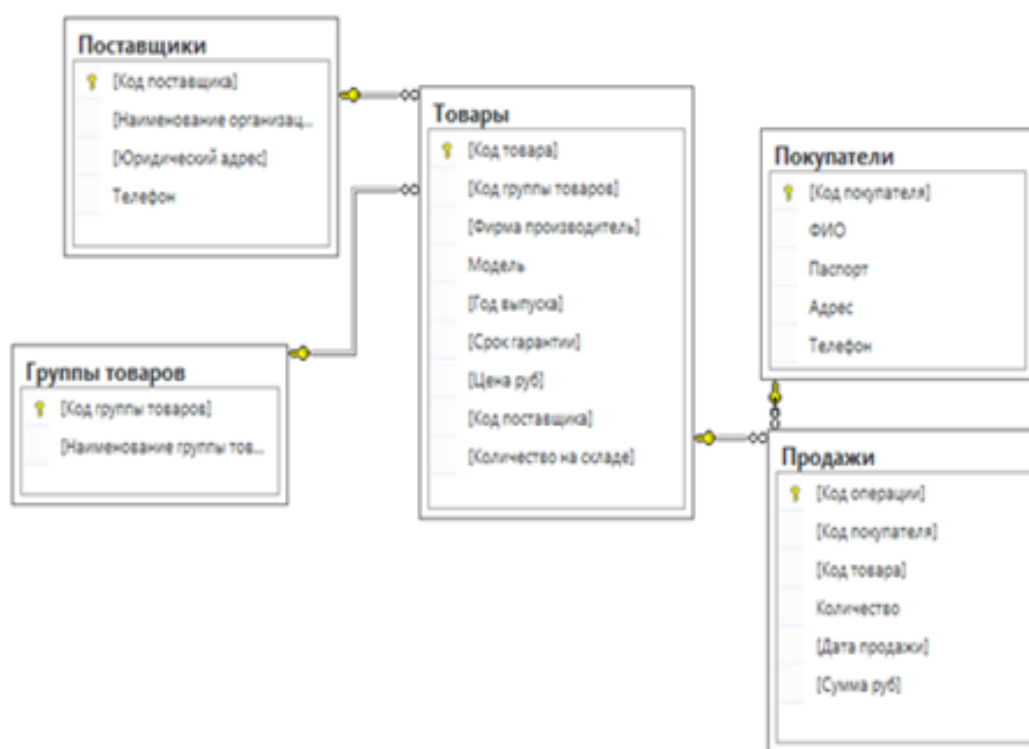 Поставщики
[Код поставщика]
[Наименование организац...
[Юридический адрес]
Телефон
Группы товаров
[Код группы товаров]
[Наименование группы тов...
Товары
[Код товара]
[Код группы товаров]
[Фирма производитель]
Модель
[Год выпуска]
[Срок гарантии]
[Цена руб]
[Код поставщика]
[Количество на складе]
Покупатели
[Код покупателя]
ФИО
Паспорт
Адрес
Телефон
Продажи
[Код операции]
[Код покупателя]
[Код товара]
Количество
[Дата продажи]
[Сумма руб]